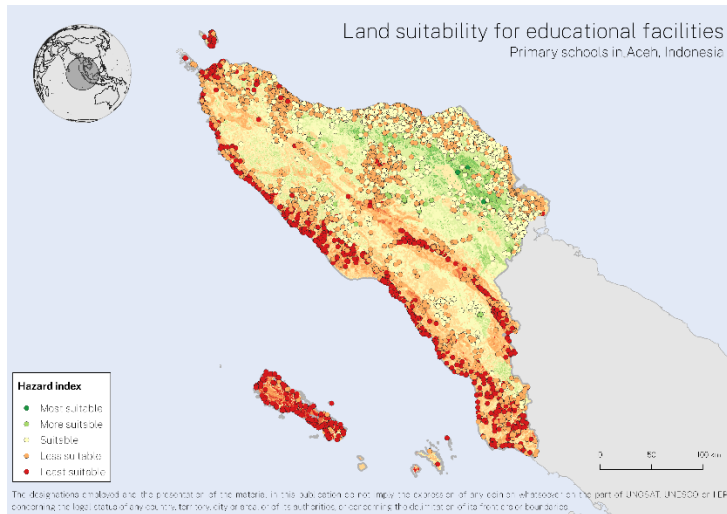 Land suitability for educational facilities
Primary schools in Aceh, Indonesia
Hazard index
Most suitable
More suitable
Suitable
Less suitable
Least suitable
0 50 100 km
The designations employed and the presentation of the material in this publication do not imply the expression of any opinion whatsoever on the part of UNOSAT, UNESCO or IIEP
concerning the legal status of any country, territory, city or area, or of its authorities, or concerning the delimitation of its frontiers or boundaries.